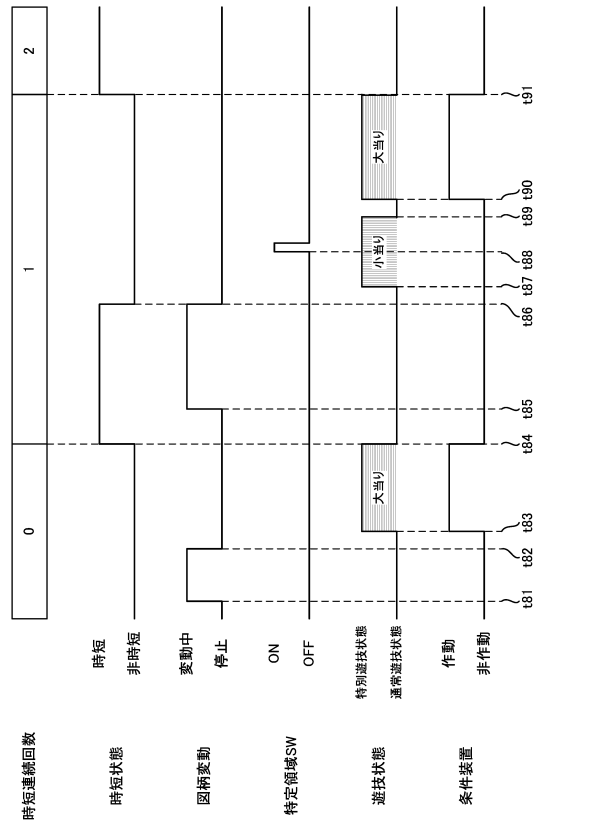 時短連続回数
0
1
2
時短状態
時短
非時短
図柄変動
変動中
停止
特定領域SW
ON
OFF
遊技状態
特別遊技状態
通常遊技状態
大当り
小当り
大当り
条件装置
作動
非作動
t81
t82
t83
t84
t85
t86
t87
t88
t89
t90
t91